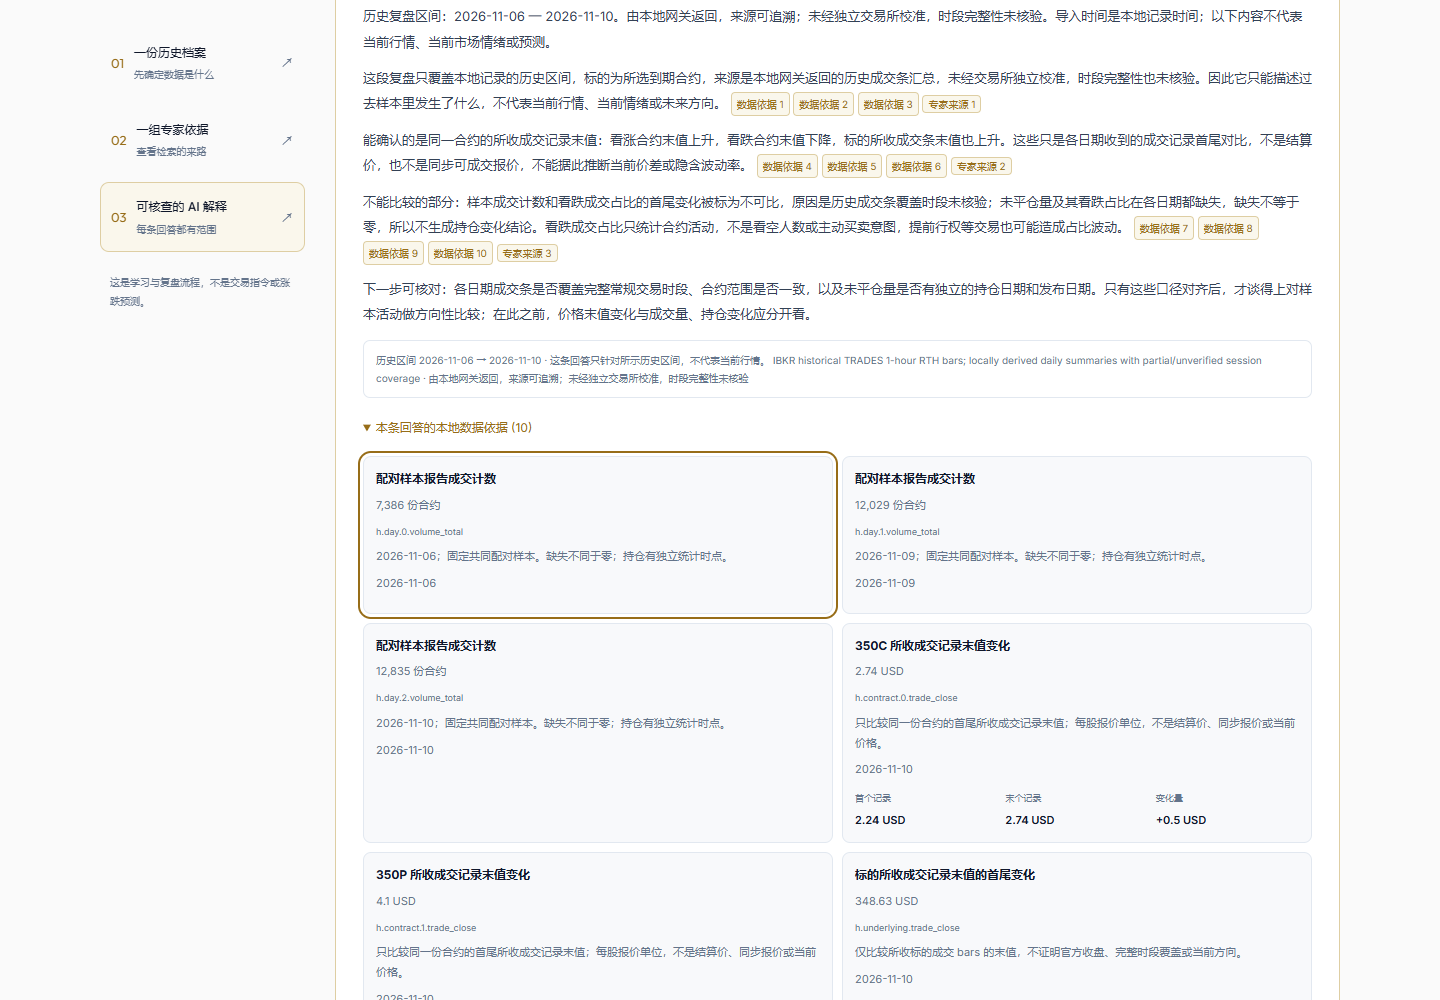 01
一份历史档案
先确定数据是什么
02
一组专家依据
查看检索的来路
03
可核查的 AI 解释
每条回答都有范围
这是学习与复盘流程，不是交易指令或涨
跌预测。
历史复盘区间：2026-11-06 — 2026-11-10。由本地网关返回，来源可追溯；未经独立交易所校准，时段完整性未核验。导入时间是本地记录时间；以下内容不代表
当前行情、当前市场情绪或预测。
这段复盘只覆盖本地记录的历史区间，标的为所选到期合约，来源是本地网关返回的历史成交条汇总，未经交易所独立校准，时段完整性也未核验。因此它只能描述过
去样本里发生了什么，不代表当前行情、当前情绪或未来方向。 数据依据 1 数据依据 2 数据依据 3 专家来源 1
能确认的是同一合约的所收成交记录末值：看涨合约末值上升，看跌合约末值下降，标的所收成交条末值也上升。这些只是各日期收到的成交记录首尾对比，不是结算
价，也不是同步可成交报价，不能据此推断当前价差或隐含波动率。 数据依据 4 数据依据 5 数据依据 6 专家来源 2
不能比较的部分：样本成交计数和看跌成交占比的首尾变化被标为不可比，原因是历史成交条覆盖时段未核验；未平仓量及其看跌占比在各日期都缺失，缺失不等于
零，所以不生成持仓变化结论。看跌成交占比只统计合约活动，不是看空人数或主动买卖意图，提前行权等交易也可能造成占比波动。 数据依据 7 数据依据 8
数据依据 9 数据依据 10 专家来源 3
下一步可核对：各日期成交条是否覆盖完整常规交易时段、合约范围是否一致，以及未平仓量是否有独立的持仓日期和发布日期。只有这些口径对齐后，才谈得上对样
本活动做方向性比较；在此之前，价格末值变化与成交量、持仓变化应分开看。
历史区间 2026-11-06 → 2026-11-10 · 这条回答只针对所示历史区间，不代表当前行情。 IBKR historical TRADES 1-hour RTH bars; locally derived daily summaries with partial/unverified session
coverage · 由本地网关返回，来源可追溯；未经独立交易所校准，时段完整性未核验
▼ 本条回答的本地数据依据 (10)
配对样本报告成交计数
7,386 份合约
h.day.0.volume_total
2026-11-06；固定共同配对样本。缺失不同于零；持仓有独立统计时点。
2026-11-06
配对样本报告成交计数
12,029 份合约
h.day.1.volume_total
2026-11-09；固定共同配对样本。缺失不同于零；持仓有独立统计时点。
2026-11-09
配对样本报告成交计数
12,835 份合约
h.day.2.volume_total
2026-11-10；固定共同配对样本。缺失不同于零；持仓有独立统计时点。
2026-11-10
350C 所收成交记录末值变化
2.74 USD
h.contract.0.trade_close
只比较同一份合约的首尾所收成交记录末值；每股报价单位，不是结算价、同步报价或当前
价格。
2026-11-10
首个记录 末个记录 变化量
2.24 USD 2.74 USD +0.5 USD
350P 所收成交记录末值变化
4.1 USD
h.contract.1.trade_close
只比较同一份合约的首尾所收成交记录末值；每股报价单位，不是结算价、同步报价或当前
价格。
2026-11-10
标的所收成交记录末值的首尾变化
348.63 USD
h.underlying.trade_close
仅比较所收标的成交 bars 的末值，不证明官方收盘、完整时段覆盖或当前方向。
2026-11-10